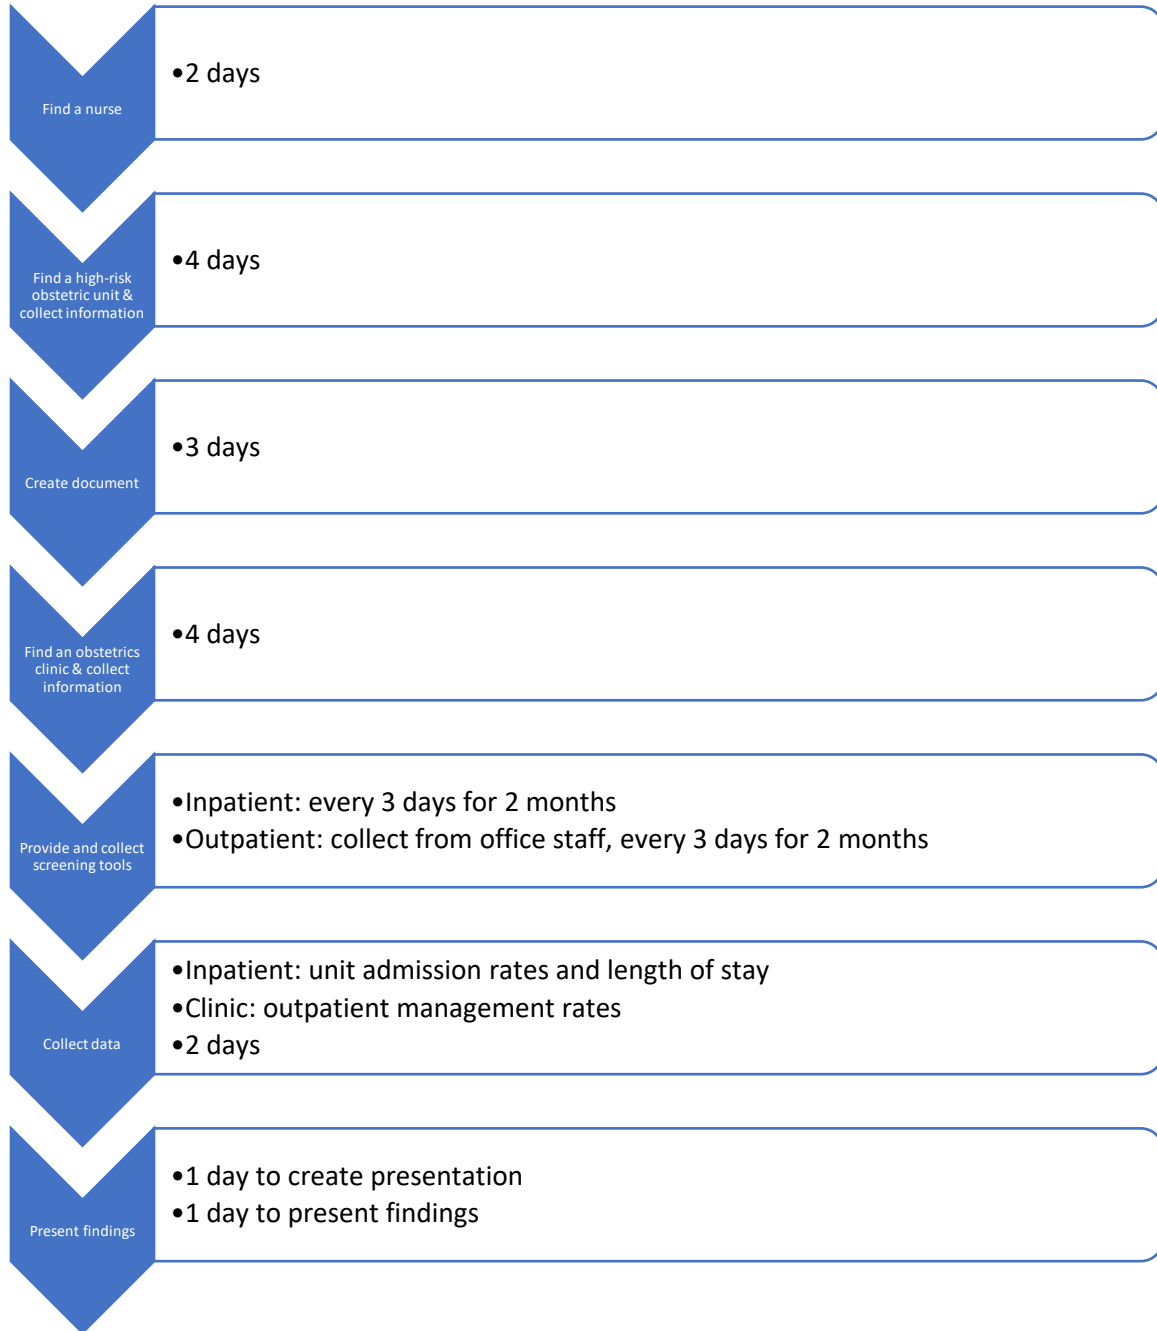 Find a nurse
•2 days
Find a high-risk
obstetric unit &
collect information
•4 days
Create document
•3 days
Find an obstetrics
clinic & collect
information
•4 days
Provide and collect
screening tools
•Inpatient: every 3 days for 2 months
•Outpatient: collect from office staff, every 3 days for 2 months
Collect data
•Inpatient: unit admission rates and length of stay
•Clinic: outpatient management rates
•2 days
Present findings
•1 day to create presentation
•1 day to present findings